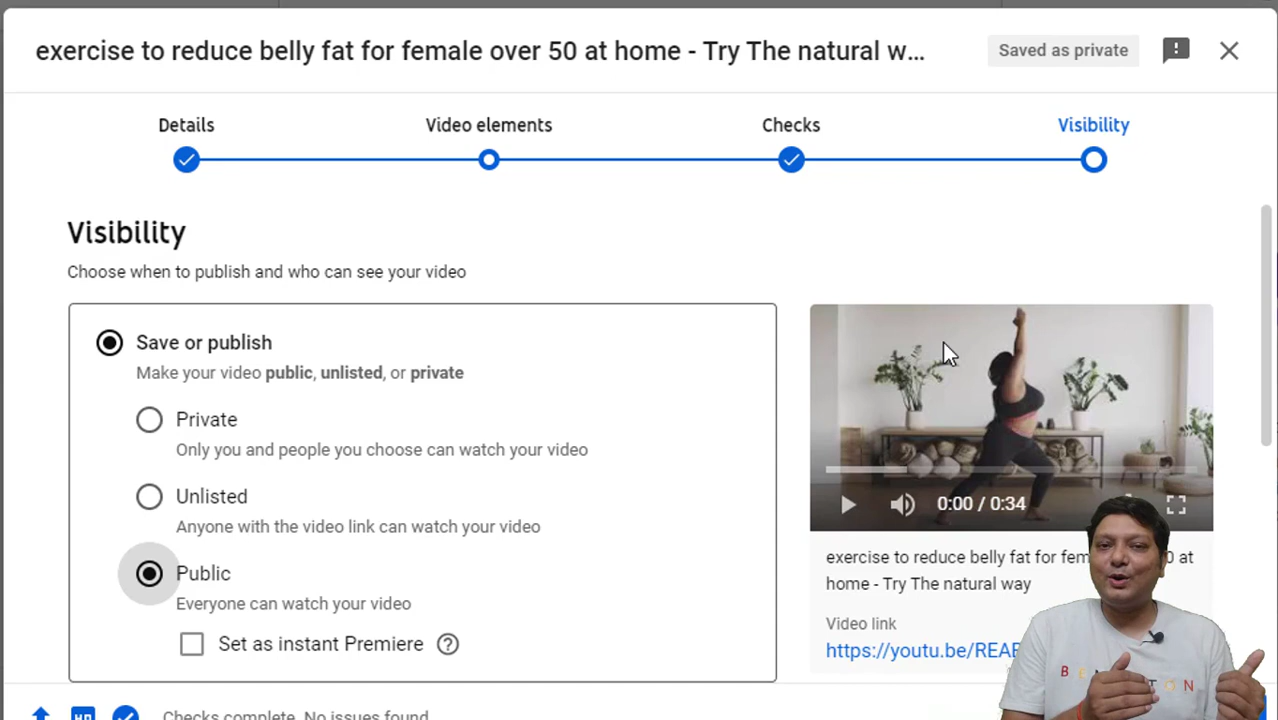 exercise to reduce belly fat for female over 50 at home - Try The natural w...
Saved as private
Details
Video elements
Checks
Visibility
Visibility
Choose when to publish and who can see your video
Save or publish
Make your video public, unlisted, or private
Private
Only you and people you choose can watch your video
Unlisted
Anyone with the video link can watch your video
Public
Everyone can watch your video
Set as instant Premiere
0:00 / 0:34
exercise to reduce belly fat for 0 at
home - Try The natural way
Video link
https://youtu.be/REA
HD
Checks complete. No issues found.